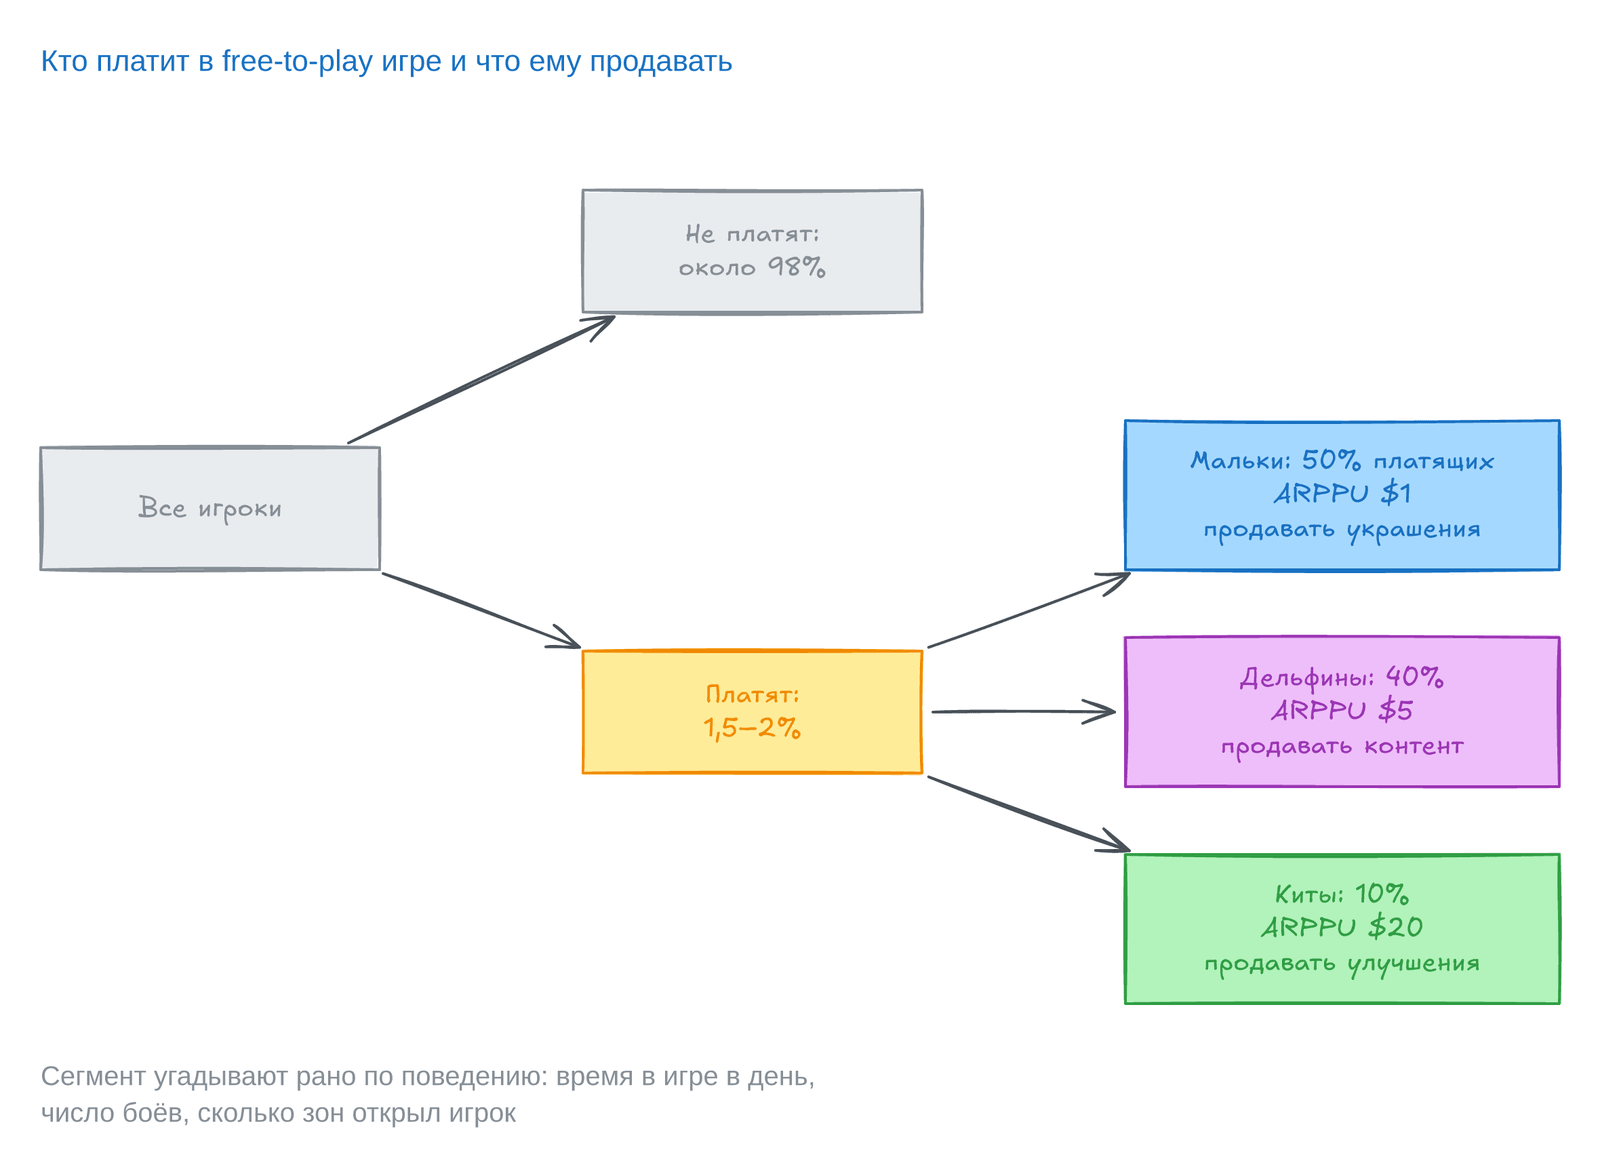 Кто платит в free-to-play игре и что ему продавать
Не платят:
около 98%
Все игроки
Платят:
1,5–2%
Мальки: 50% платящих
ARPPU $1
продавать украшения
Дельфины: 40%
ARPPU $5
продавать контент
Киты: 10%
ARPPU $20
продавать улучшения
Сегмент угадывают рано по поведению: время в игре в день,
число боёв, сколько зон открыл игрок